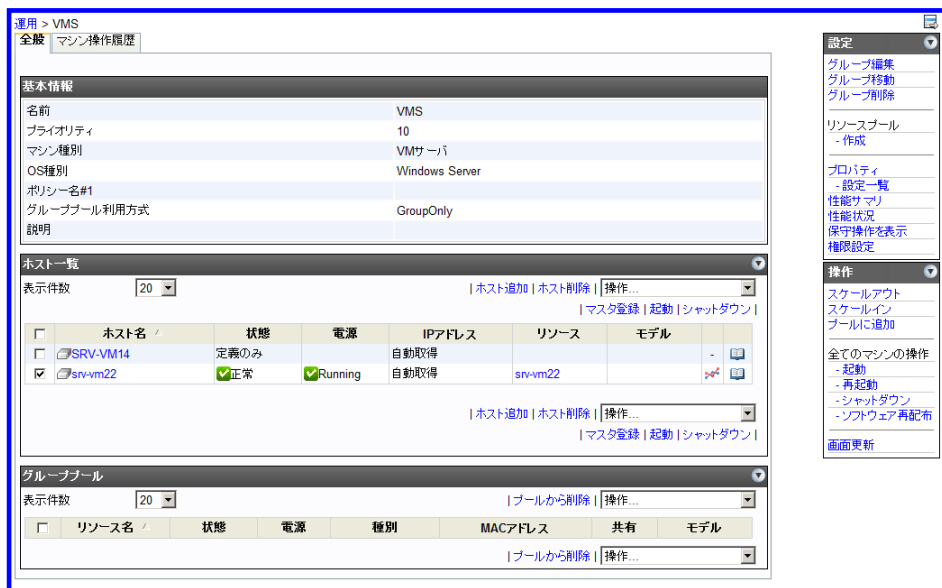 運用 > VMS
全般 マシン操作履歴
基本情報
名前 VMS
プライオリティ 10
マシン種別 VMサーバ
OS種別 Windows Server
ポリシー名#1
グループプール利用方式 GroupOnly
説明
ホスト一覧
表示件数 20 | ホスト追加 | ホスト削除 | 操作...
| マスタ登録 | 起動 | シャットダウン |
ホスト名 状態 電源 IPアドレス リソース モデル
SRV-VM14 定義のみ 自動取得 -
srv-vm22 正常 Running 自動取得 srv-vm22
| ホスト追加 | ホスト削除 | 操作...
| マスタ登録 | 起動 | シャットダウン |
グループプール
表示件数 20 | プールから削除 | 操作...
リソース名 状態 電源 種別 MACアドレス 共有 モデル
| プールから削除 | 操作...
設定
グループ編集
グループ移動
グループ削除
リソースプール
- 作成
プロパティ
- 設定一覧
性能サマリ
性能状況
保守操作を表示
権限設定
操作
スケールアウト
スケールイン
プールに追加
全てのマシンの操作
- 起動
- 再起動
- シャットダウン
- ソフトウェア再配布
画面更新